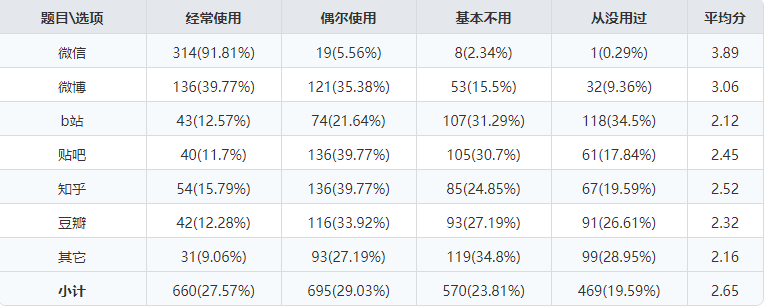 题目\选项 经常使用 偶尔使用 基本不用 从没用过 平均分
微信 314(91.81%) 19(5.56%) 8(2.34%) 1(0.29%) 3.89
微博 136(39.77%) 121(35.38%) 53(15.5%) 32(9.36%) 3.06
b站 43(12.57%) 74(21.64%) 107(31.29%) 118(34.5%) 2.12
贴吧 40(11.7%) 136(39.77%) 105(30.7%) 61(17.84%) 2.45
知乎 54(15.79%) 136(39.77%) 85(24.85%) 67(19.59%) 2.52
豆瓣 42(12.28%) 116(33.92%) 93(27.19%) 91(26.61%) 2.32
其它 31(9.06%) 93(27.19%) 119(34.8%) 99(28.95%) 2.16
小计 660(27.57%) 695(29.03%) 570(23.81%) 469(19.59%) 2.65